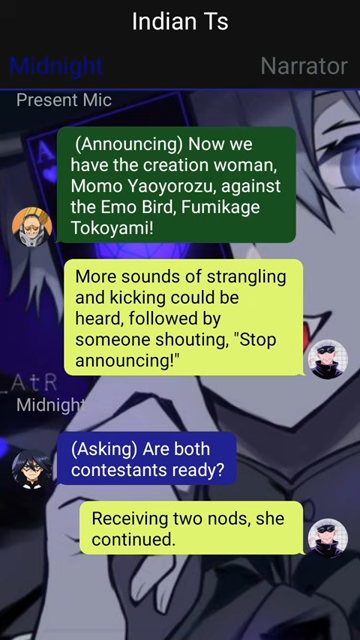 Indian Ts
Midnight
Narrator
Present Mic
(Announcing) Now we
have the creation woman,
Momo Yaoyorozu, against
the Emo Bird, Fumikage
Tokoyami!
More sounds of strangling
and kicking could be
heard, followed by
someone shouting, "Stop
announcing!"
_AtR
Midnight
(Asking) Are both
contestants ready?
Receiving two nods, she
continued.